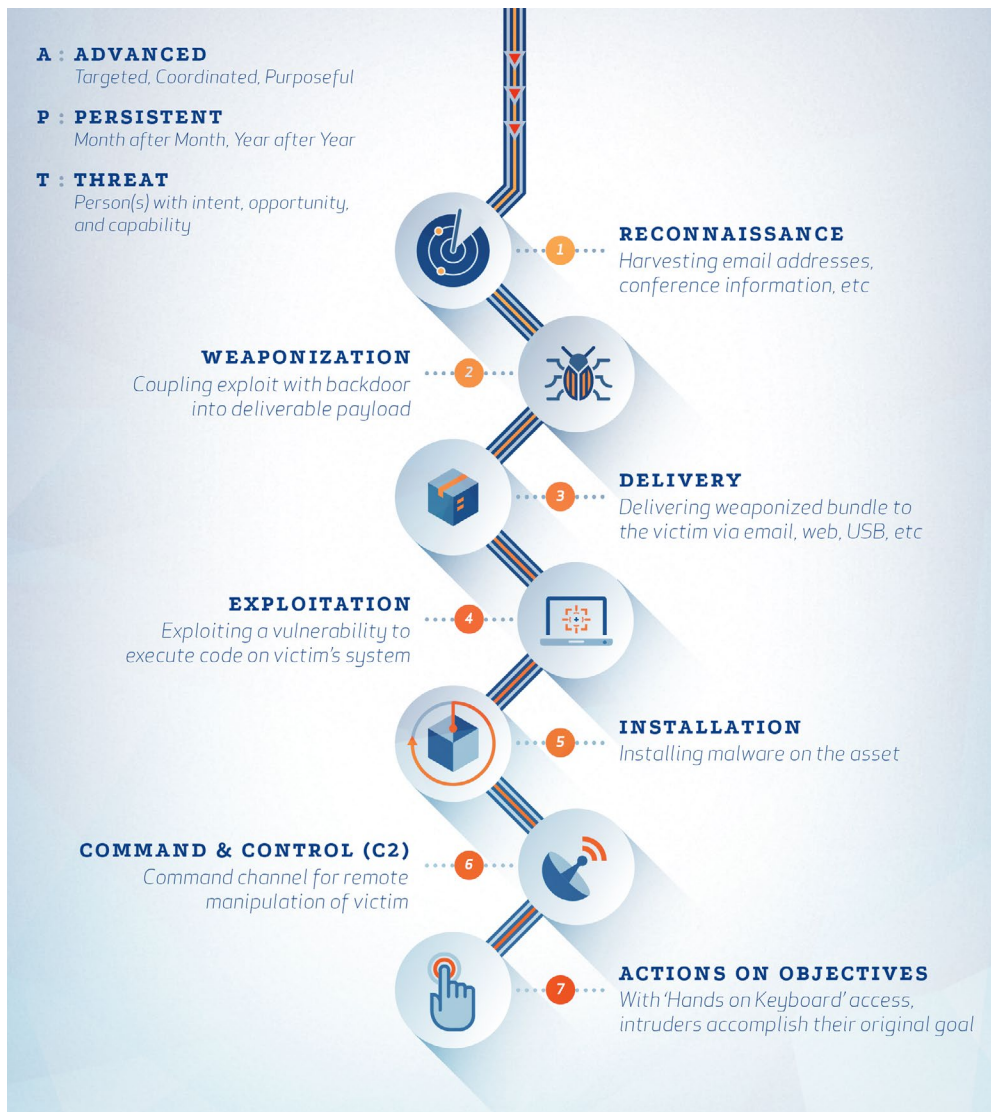 A : ADVANCED
Targeted, Coordinated, Purposeful
P : PERSISTENT
Month after Month, Year after Year
T : THREAT
Person(s) with intent, opportunity,
and capability
1
RECONNAISSANCE
Harvesting email addresses,
conference information, etc
WEAPONIZATION
Coupling exploit with backdoor
into deliverable payload
2
3
DELIVERY
Delivering weaponized bundle to
the victim via email, web, USB, etc
EXPLOITATION
Exploiting a vulnerability to
execute code on victim's system
4
5
INSTALLATION
Installing malware on the asset
COMMAND & CONTROL (C2)
Command channel for remote
manipulation of victim
6
7
ACTIONS ON OBJECTIVES
With 'Hands on Keyboard' access,
intruders accomplish their original goal